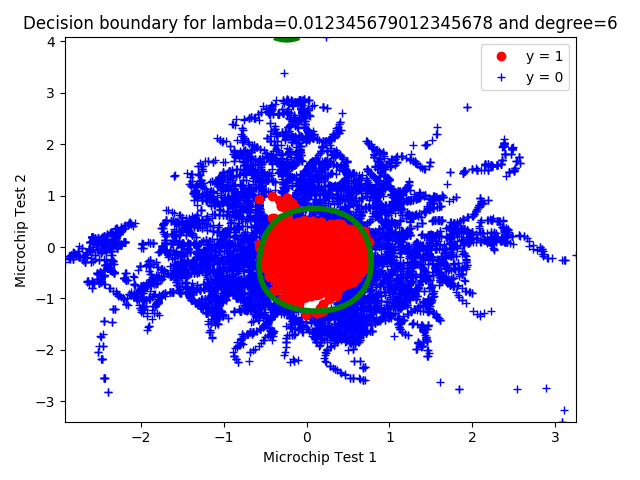 Decision boundary for lambda=0.012345679012345678 and degree=6
y = 1
y = 0
4
3
2
1
0
−1
−2
−3
Microchip Test 2
−2
−1
0
1
2
3
Microchip Test 1